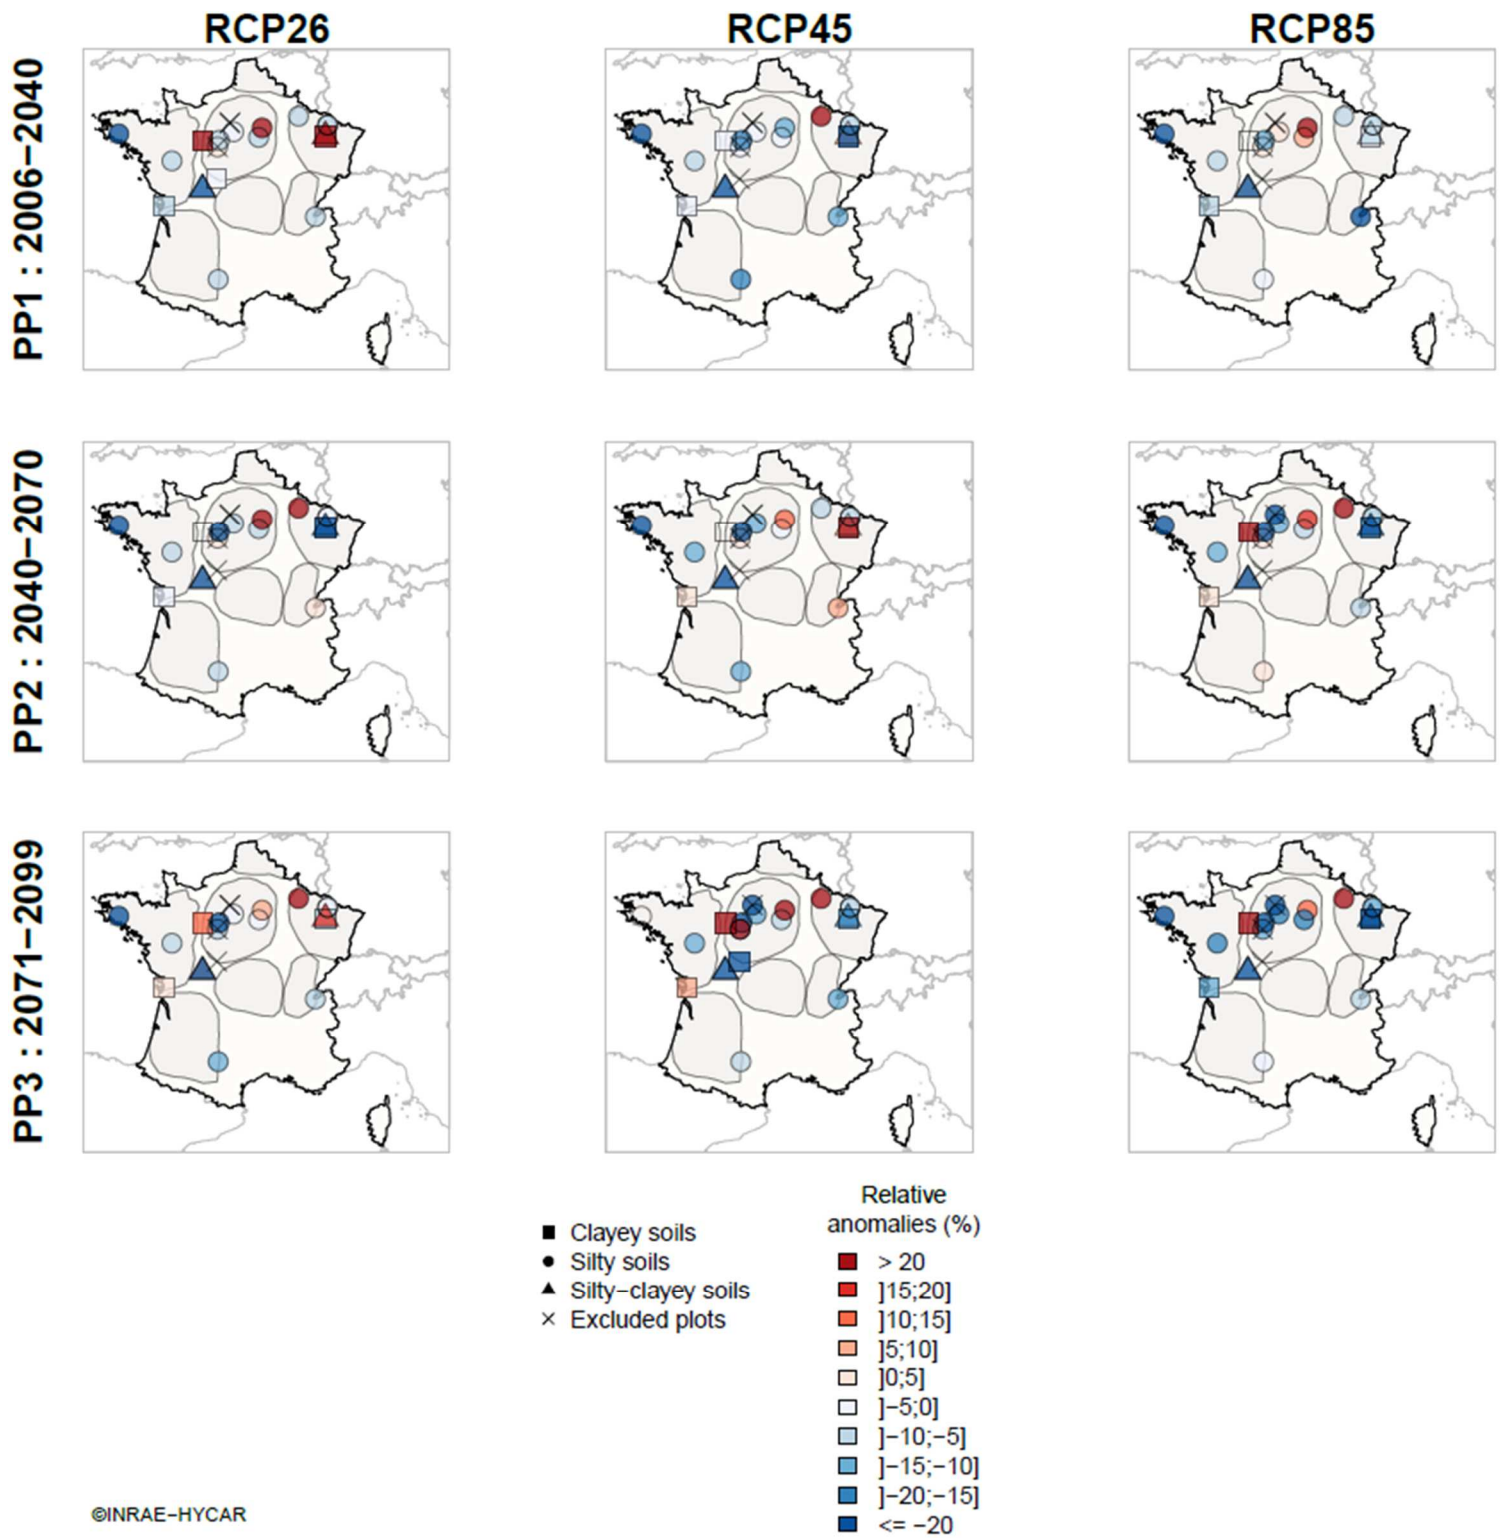 RCP26 RCP45 RCP85
PP1 : 2006−2040
PP2 : 2040−2070
PP3 : 2071−2099
Clayey soils
Silty soils
Silty−clayey soils
Excluded plots
Relative
anomalies (%)
> 20
]15;20]
]10;15]
]5;10]
]0;5]
]−5;0]
]−10;−5]
]−15;−10]
]−20;−15]
<= −20
©INRAE−HYCAR